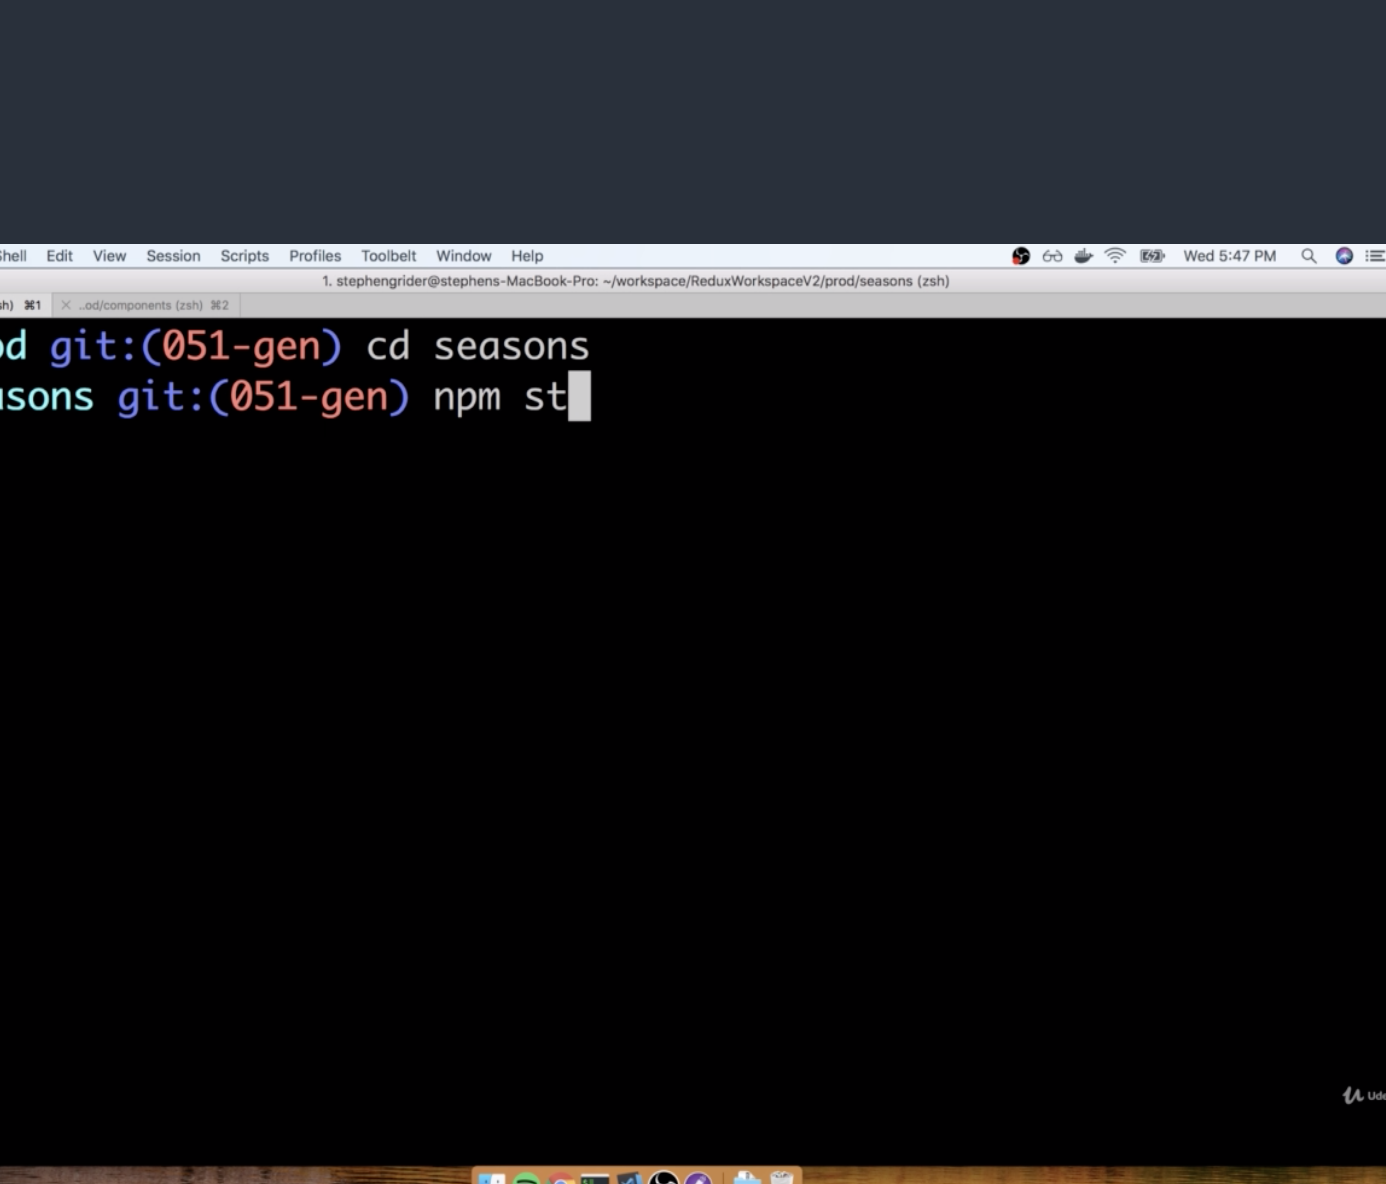 Shell Edit View Session Scripts Profiles Toolbelt Window Help Wed 5:47 PM
1. stephengrider@stephens-MacBook-Pro: ~/workspace/ReduxWorkspaceV2/prod/seasons (zsh)
sh) ⌘1 × ..od/components (zsh) ⌘2
od git:(051-gen) cd seasons
asons git:(051-gen) npm st
Ude